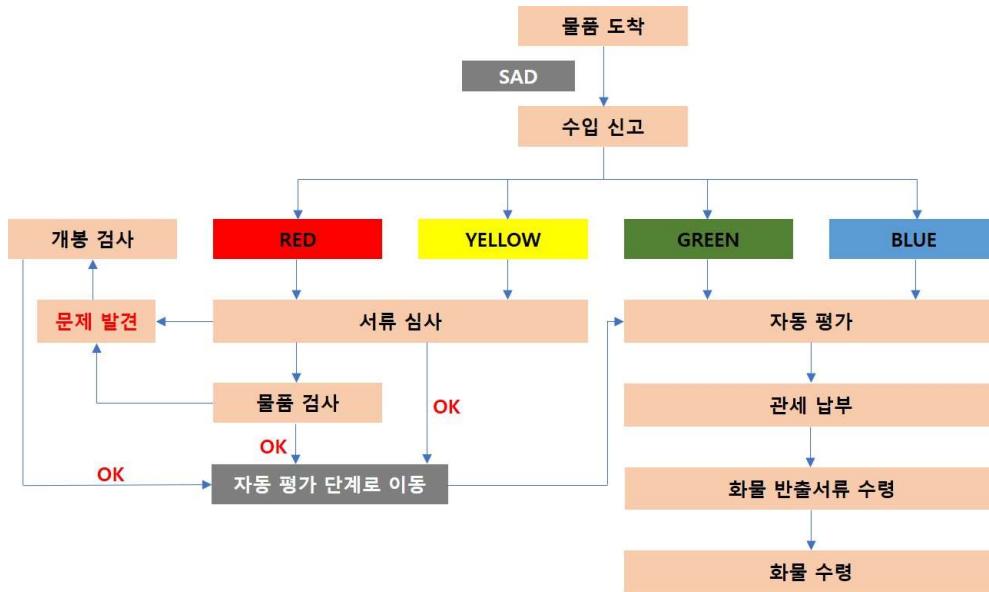 물품 도착
SAD
수입 신고
개봉 검사
RED
YELLOW
GREEN
BLUE
문제 발견
서류 심사
자동 평가
물품 검사
OK
관세 납부
OK
OK
자동 평가 단계로 이동
화물 반출서류 수령
화물 수령